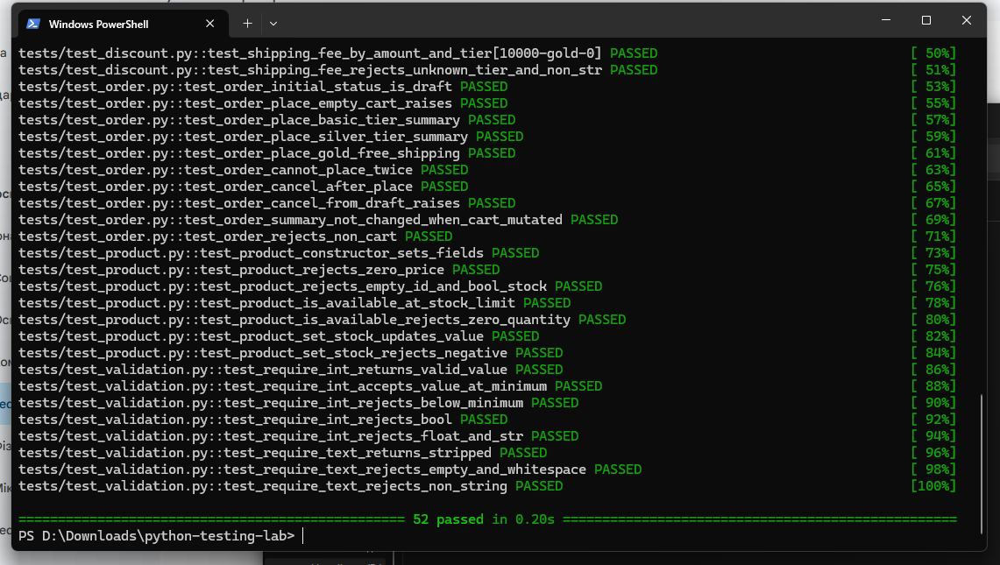 Windows PowerShell
tests/test_discount.py::test_shipping_fee_by_amount_and_tier[10000-gold-0] PASSED [ 50%]
tests/test_discount.py::test_shipping_fee_rejects_unknown_tier_and_non_str PASSED [ 51%]
tests/test_order.py::test_order_initial_status_is_draft PASSED [ 53%]
tests/test_order.py::test_order_place_empty_cart_raises PASSED [ 55%]
tests/test_order.py::test_order_place_basic_tier_summary PASSED [ 57%]
tests/test_order.py::test_order_place_silver_tier_summary PASSED [ 59%]
tests/test_order.py::test_order_place_gold_free_shipping PASSED [ 61%]
tests/test_order.py::test_order_cannot_place_twice PASSED [ 63%]
tests/test_order.py::test_order_cancel_after_place PASSED [ 65%]
tests/test_order.py::test_order_cancel_from_draft_raises PASSED [ 67%]
tests/test_order.py::test_order_summary_not_changed_when_cart_mutated PASSED [ 69%]
tests/test_order.py::test_order_rejects_non_cart PASSED [ 71%]
tests/test_product.py::test_product_constructor_sets_fields PASSED [ 73%]
tests/test_product.py::test_product_rejects_zero_price PASSED [ 75%]
tests/test_product.py::test_product_rejects_empty_id_and_bool_stock PASSED [ 76%]
tests/test_product.py::test_product_is_available_at_stock_limit PASSED [ 78%]
tests/test_product.py::test_product_is_available_rejects_zero_quantity PASSED [ 80%]
tests/test_product.py::test_product_set_stock_updates_value PASSED [ 82%]
tests/test_product.py::test_product_set_stock_rejects_negative PASSED [ 84%]
tests/test_validation.py::test_require_int_returns_valid_value PASSED [ 86%]
tests/test_validation.py::test_require_int_accepts_value_at_minimum PASSED [ 88%]
tests/test_validation.py::test_require_int_rejects_below_minimum PASSED [ 90%]
tests/test_validation.py::test_require_int_rejects_bool PASSED [ 92%]
tests/test_validation.py::test_require_int_rejects_float_and_str PASSED [ 94%]
tests/test_validation.py::test_require_text_returns_stripped PASSED [ 96%]
tests/test_validation.py::test_require_text_rejects_empty_and_whitespace PASSED [ 98%]
tests/test_validation.py::test_require_text_rejects_non_string PASSED [100%]
================================================= 52 passed in 0.20s ==================================================
PS D:\Downloads\python-testing-lab>